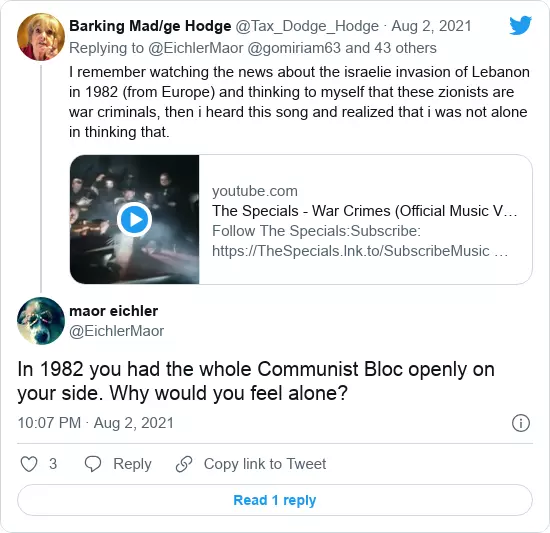 Barking Mad/ge Hodge @Tax_Dodge_Hodge · Aug 2, 2021
Replying to @EichlerMaor @gomiriam63 and 43 others
I remember watching the news about the israelie invasion of Lebanon
in 1982 (from Europe) and thinking to myself that these zionists are
war criminals, then i heard this song and realized that i was not alone
in thinking that.
youtube.com
The Specials - War Crimes (Official Music V…
Follow The Specials:Subscribe:
https://TheSpecials.lnk.to/SubscribeMusic …
maor eichler
@EichlerMaor
In 1982 you had the whole Communist Bloc openly on
your side. Why would you feel alone?
10:07 PM · Aug 2, 2021
3 Reply Copy link to Tweet
Read 1 reply